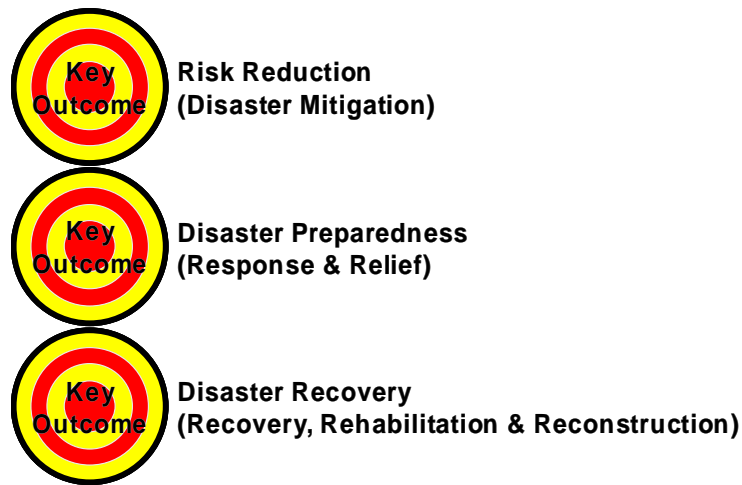 Key
Outcome
Risk Reduction
(Disaster Mitigation)
Key
Outcome
Disaster Preparedness
(Response & Relief)
Key
Outcome
Disaster Recovery
(Recovery, Rehabilitation & Reconstruction)